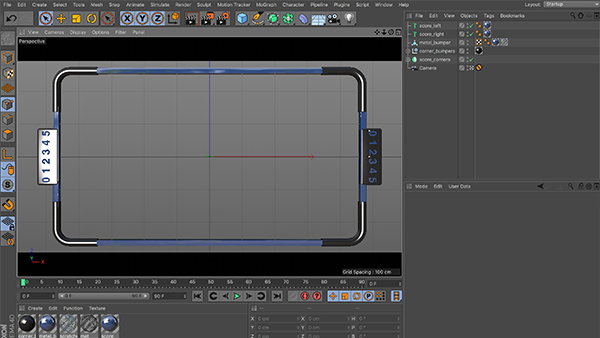 File Edit Create Select Tools Mesh Snap Animate Simulate Render Sculpt Motion Tracker Character MoGraph Pipeline Plugins Script Window Help
Layout: Startup
File Edit View Objects Tags Bookmarks
View Cameras Display Options Filter Panel
Perspective
score_left
score_right
metal_bumper
corner_bumpers
score_corners
Camera
0 1 2 3 4 5
0 1 2 3 4 5
Mode Edit User Data
Grid Spacing : 100 cm
Y
X
0 5 10 15 20 25 30 35 40 45 50 55 60 65 70 75 80 85 90
0 F
0 F
0 F
90 F
90 F
Create Edit Function Texture
X 0 cm X 0 cm H 0 °
Y 0 cm Y 0 cm P 0 °
Z 0 cm Z 0 cm B 0 °
score